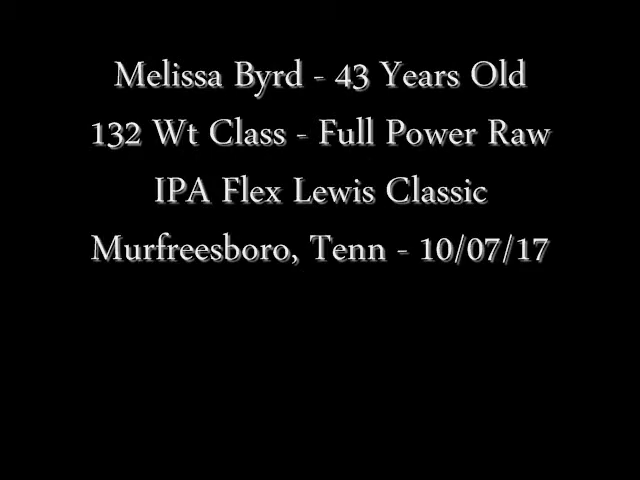 Melissa Byrd - 43 Years Old
132 Wt Class - Full Power Raw
IPA Flex Lewis Classic
Murfreesboro, Tenn - 10/07/17